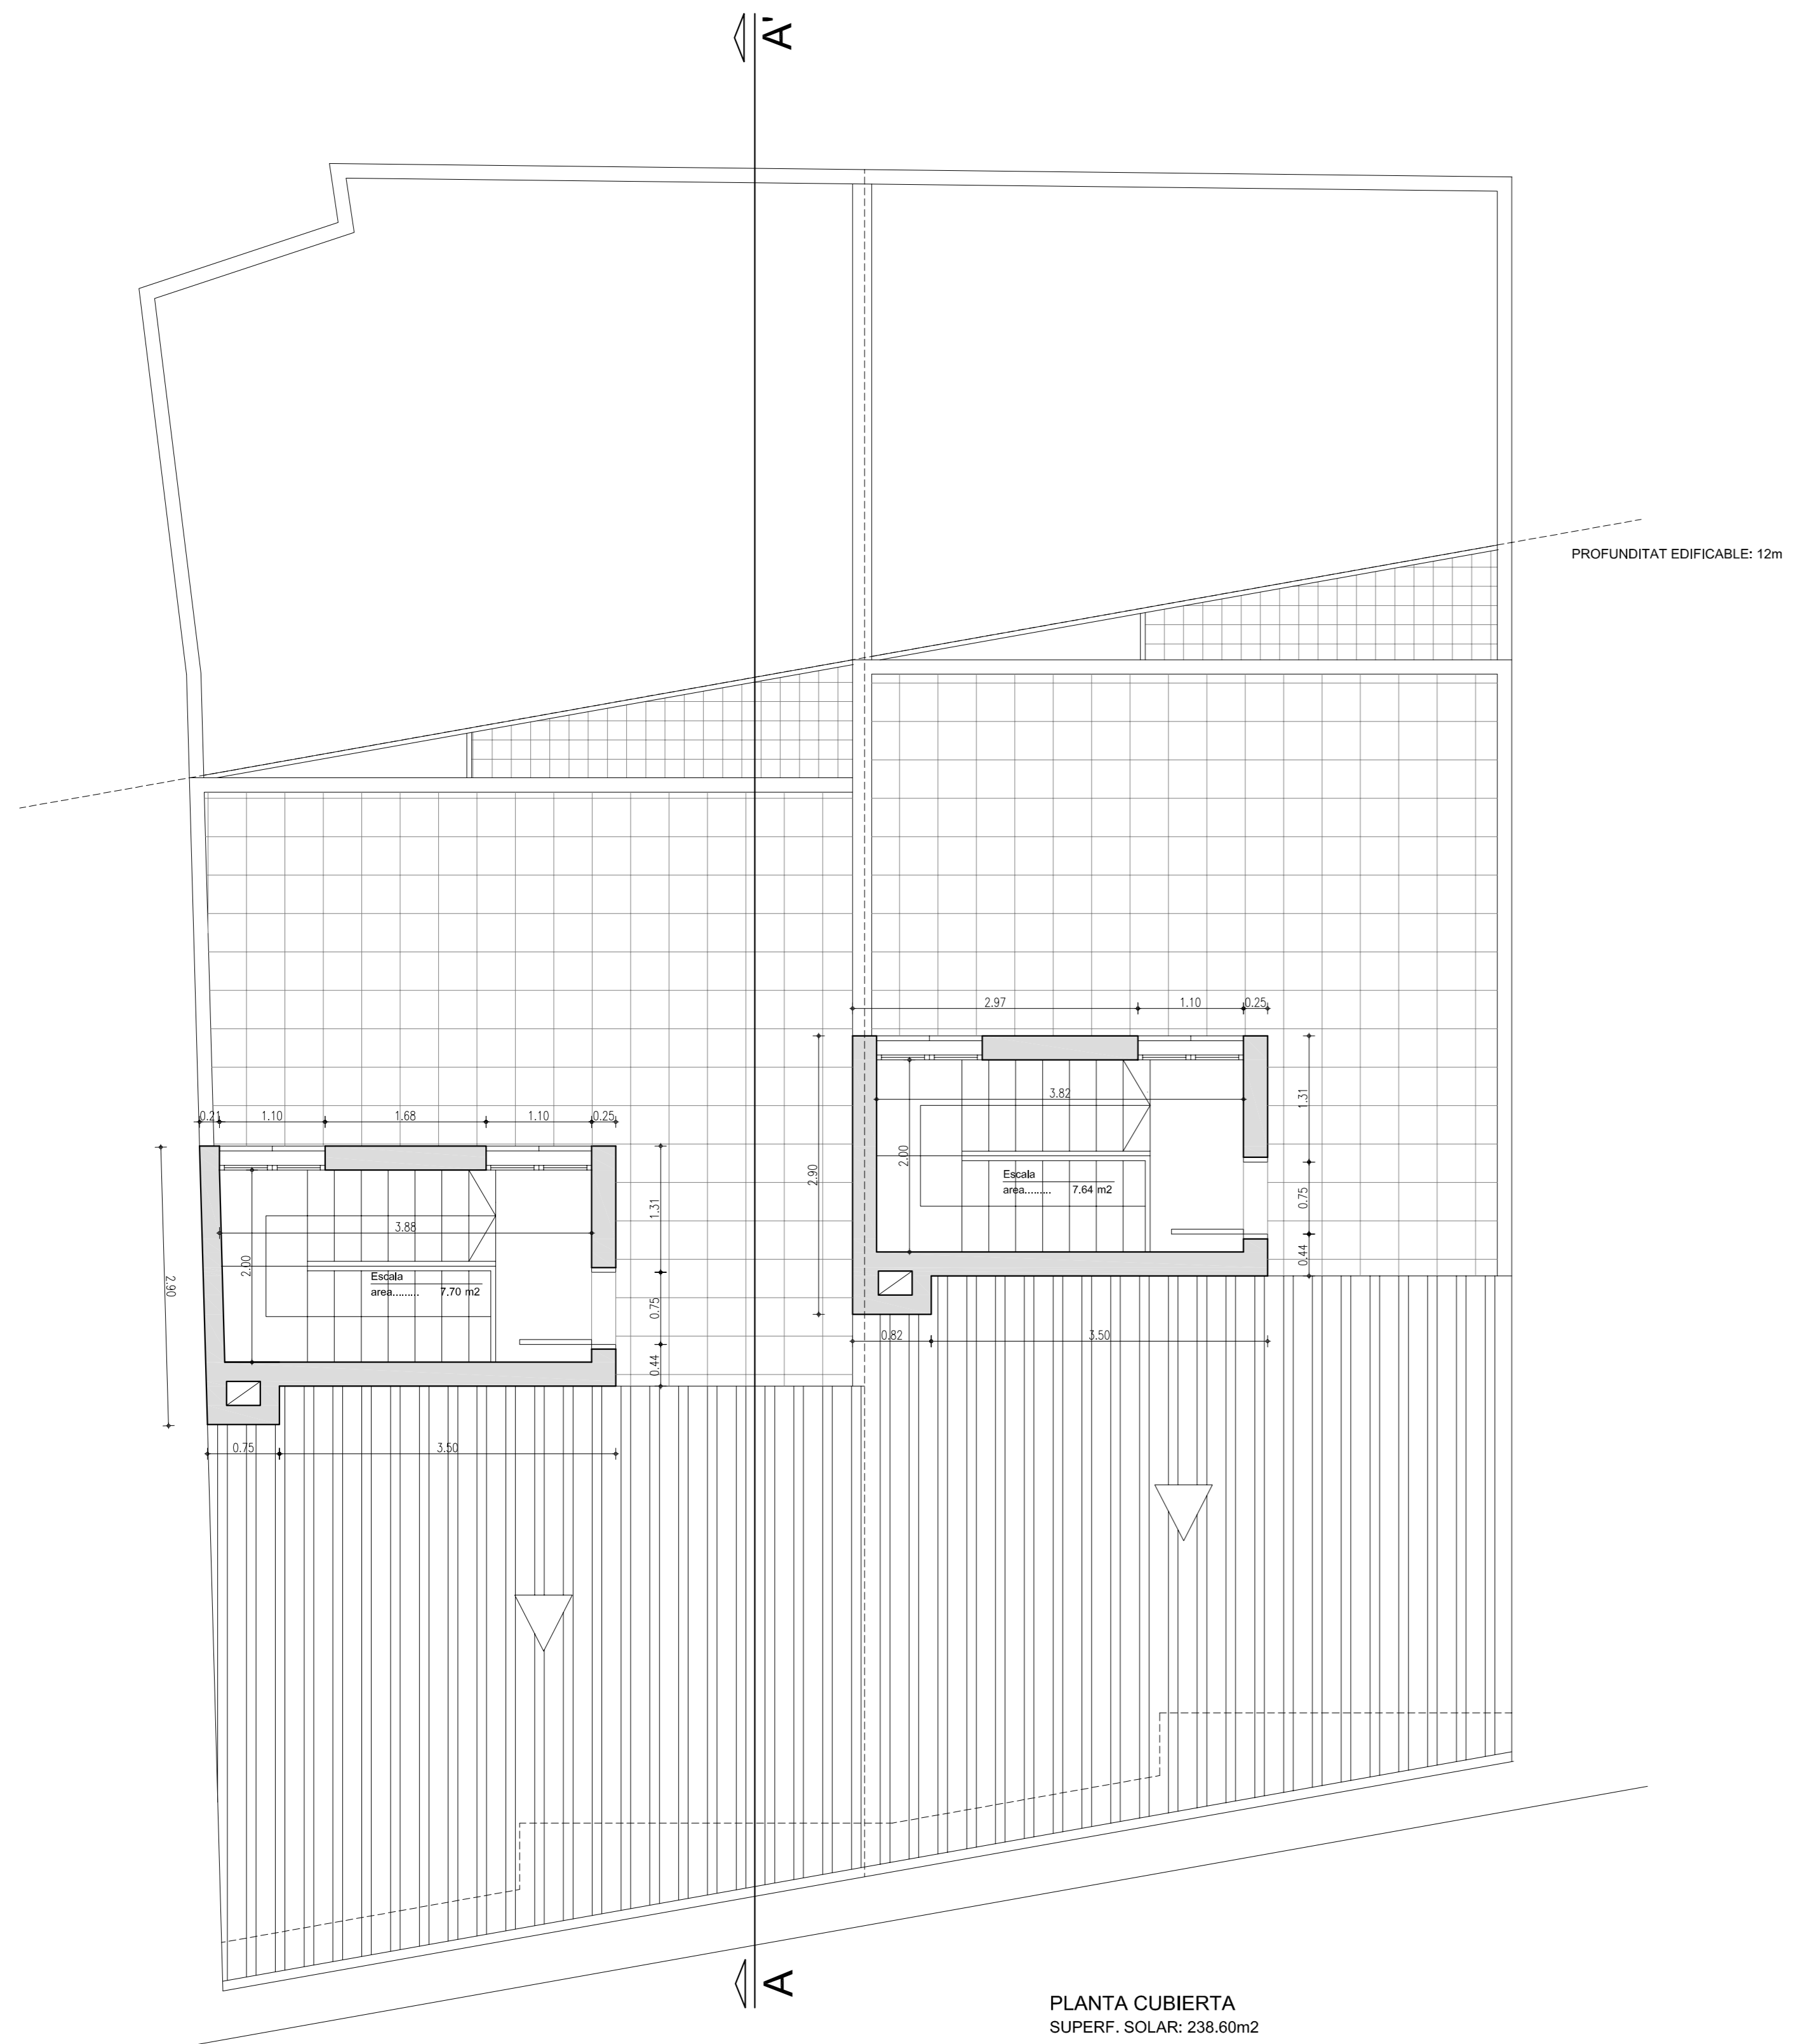 A'
PROFUNDITAT EDIFICABLE: 12m
2.97
1.10
0.25
1.31
3.82
2.00
2.90
Escala
area......... 7.64 m2
0.75
0.44
0.82
3.50
0.21
1.10
1.68
1.10
0.25
1.31
3.88
2.00
2.90
Escala
area......... 7.70 m2
0.75
0.44
0.75
3.50
A
PLANTA CUBIERTA
SUPERF. SOLAR: 238.60m2